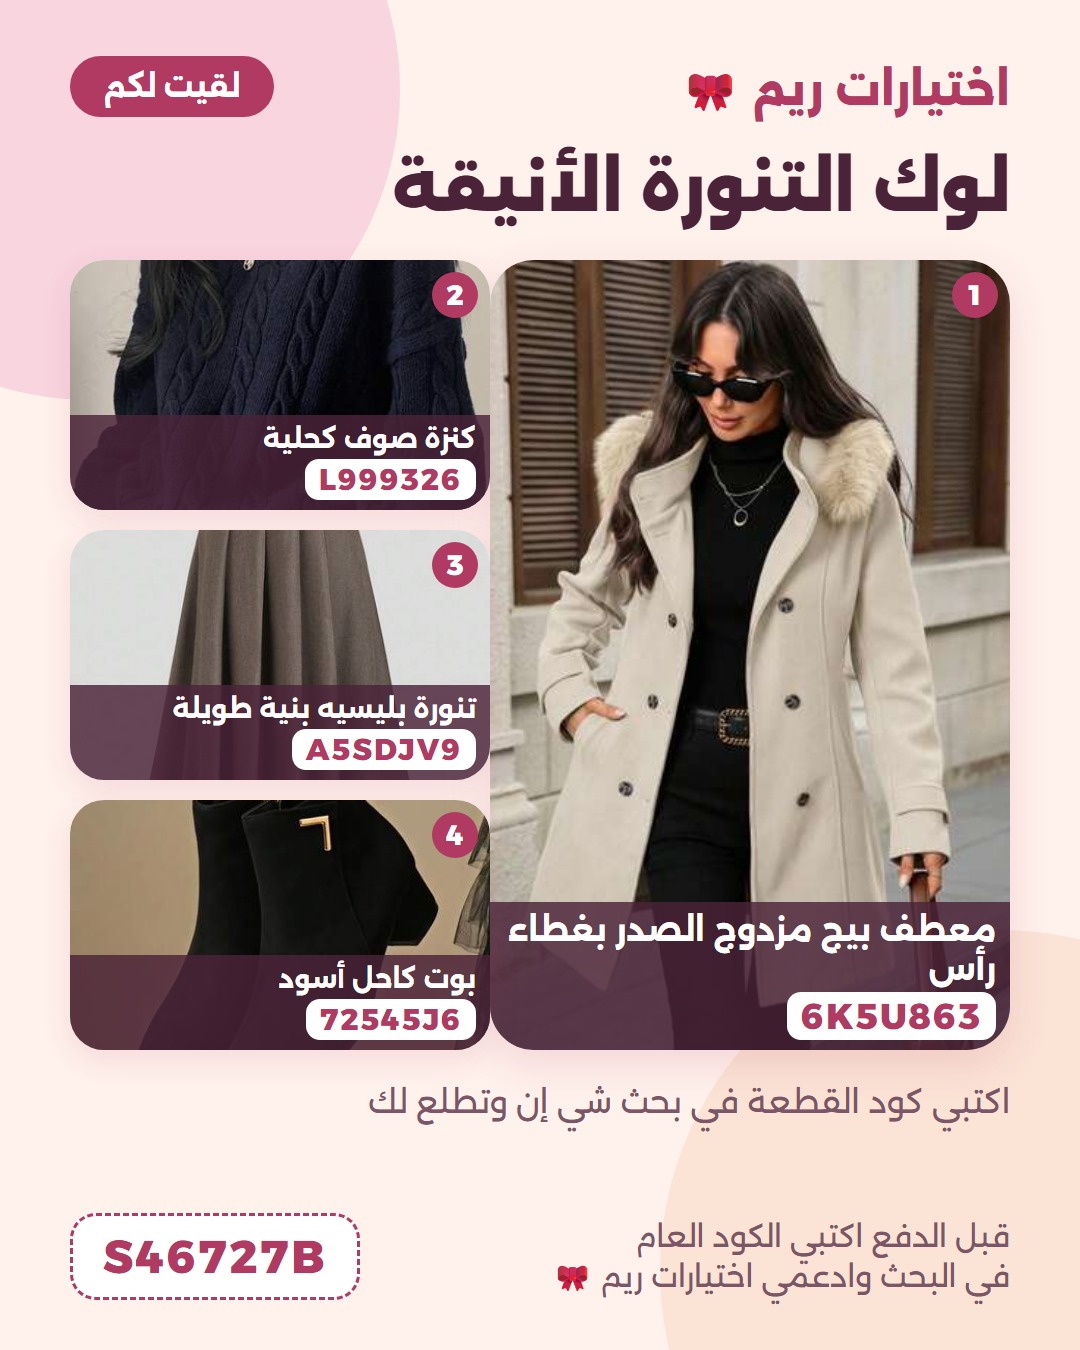 اختيارات ريم 🎀
لقيت لكم
لوك التنورة الأنيقة
1
معطف بيج مزدوج الصدر بغطاء
رأس
6K5U863
2
كنزة صوف كحلية
L999326
3
تنورة بليسيه بنية طويلة
A5SDJV9
4
بوت كاحل أسود
72545J6
اكتبي كود القطعة في بحث شي إن وتطلع لك
قبل الدفع اكتبي الكود العام
في البحث وادعمي اختيارات ريم 🎀
S46727B